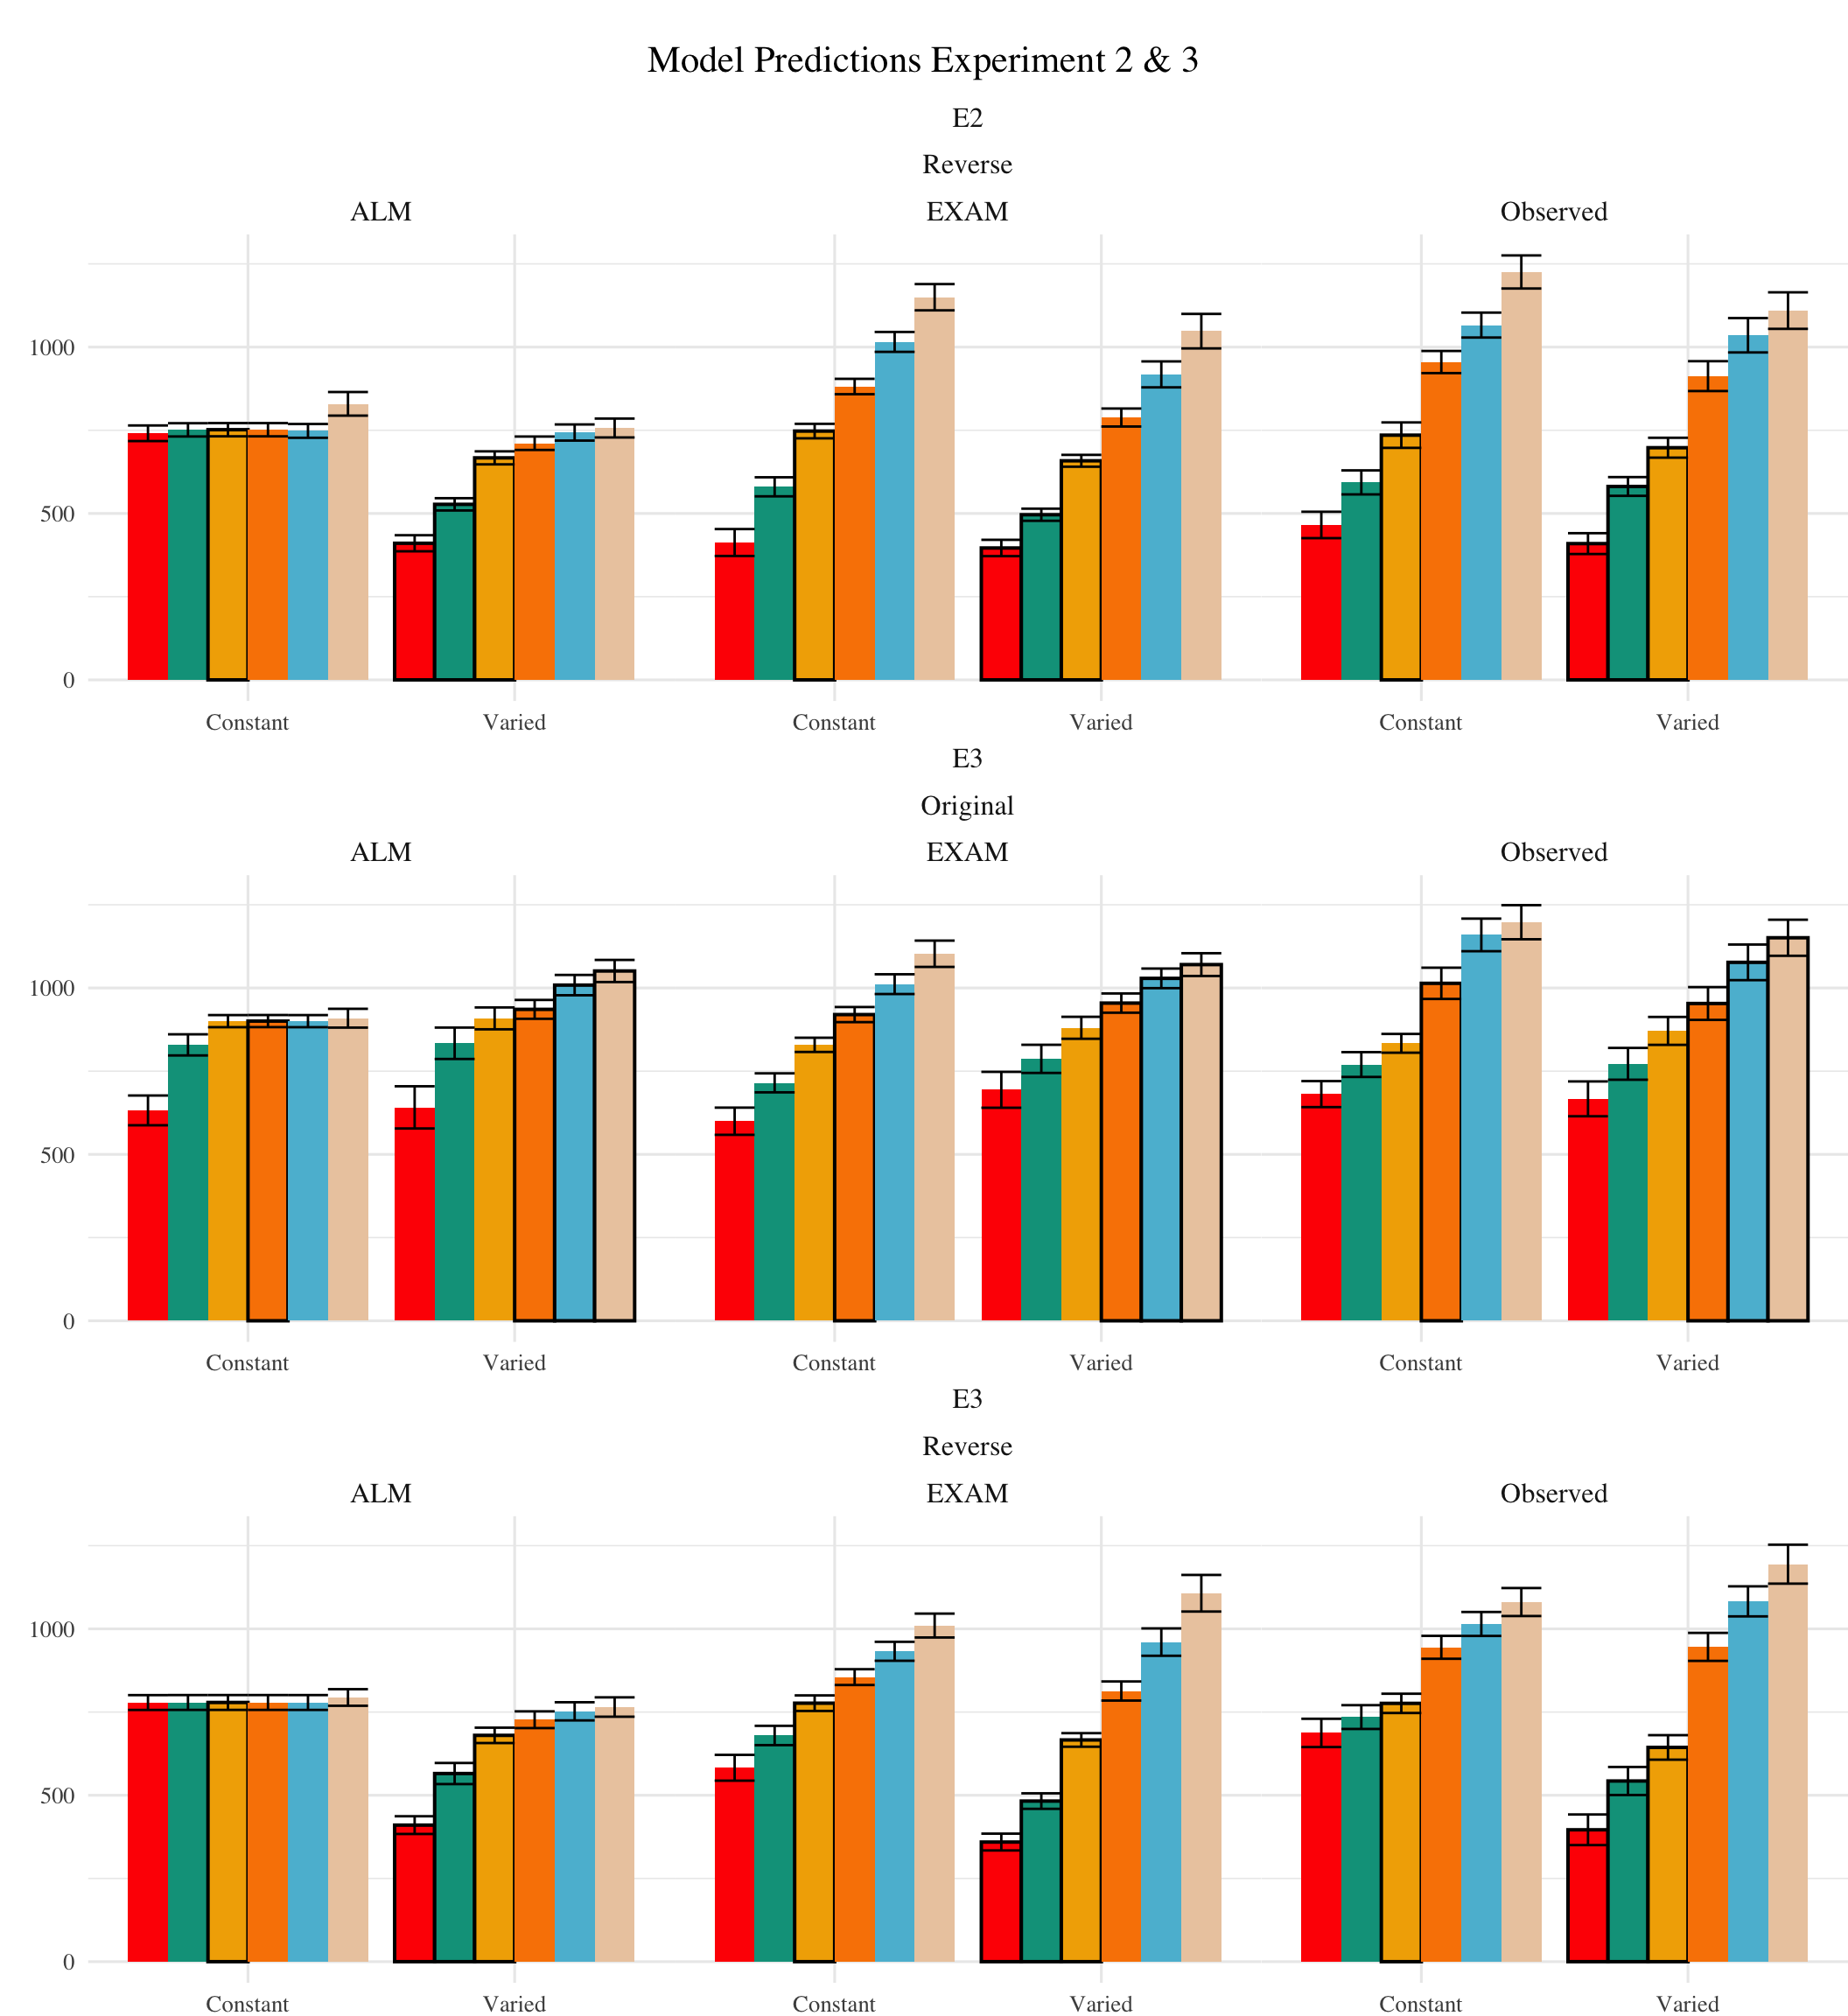 Model Predictions Experiment 2 & 3
E2
Reverse
ALM EXAM Observed
1000
500
0
Constant Varied Constant Varied Constant Varied
E3
Original
ALM EXAM Observed
1000
500
0
Constant Varied Constant Varied Constant Varied
E3
Reverse
ALM EXAM Observed
1000
500
0
Constant Varied Constant Varied Constant Varied